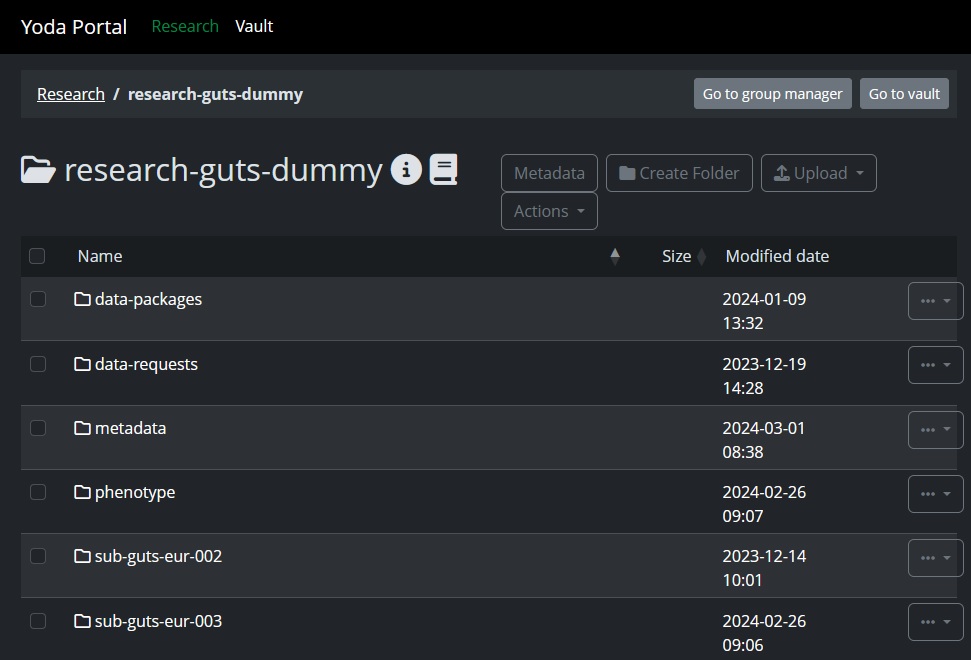 Yoda Portal Research Vault
Research / research-guts-dummy Go to group manager Go to vault
research-guts-dummy Metadata Create Folder Upload
Actions
Name Size Modified date
data-packages 2024-01-09
13:32
data-requests 2023-12-19
14:28
metadata 2024-03-01
08:38
phenotype 2024-02-26
09:07
sub-guts-eur-002 2023-12-14
10:01
sub-guts-eur-003 2024-02-26
09:06